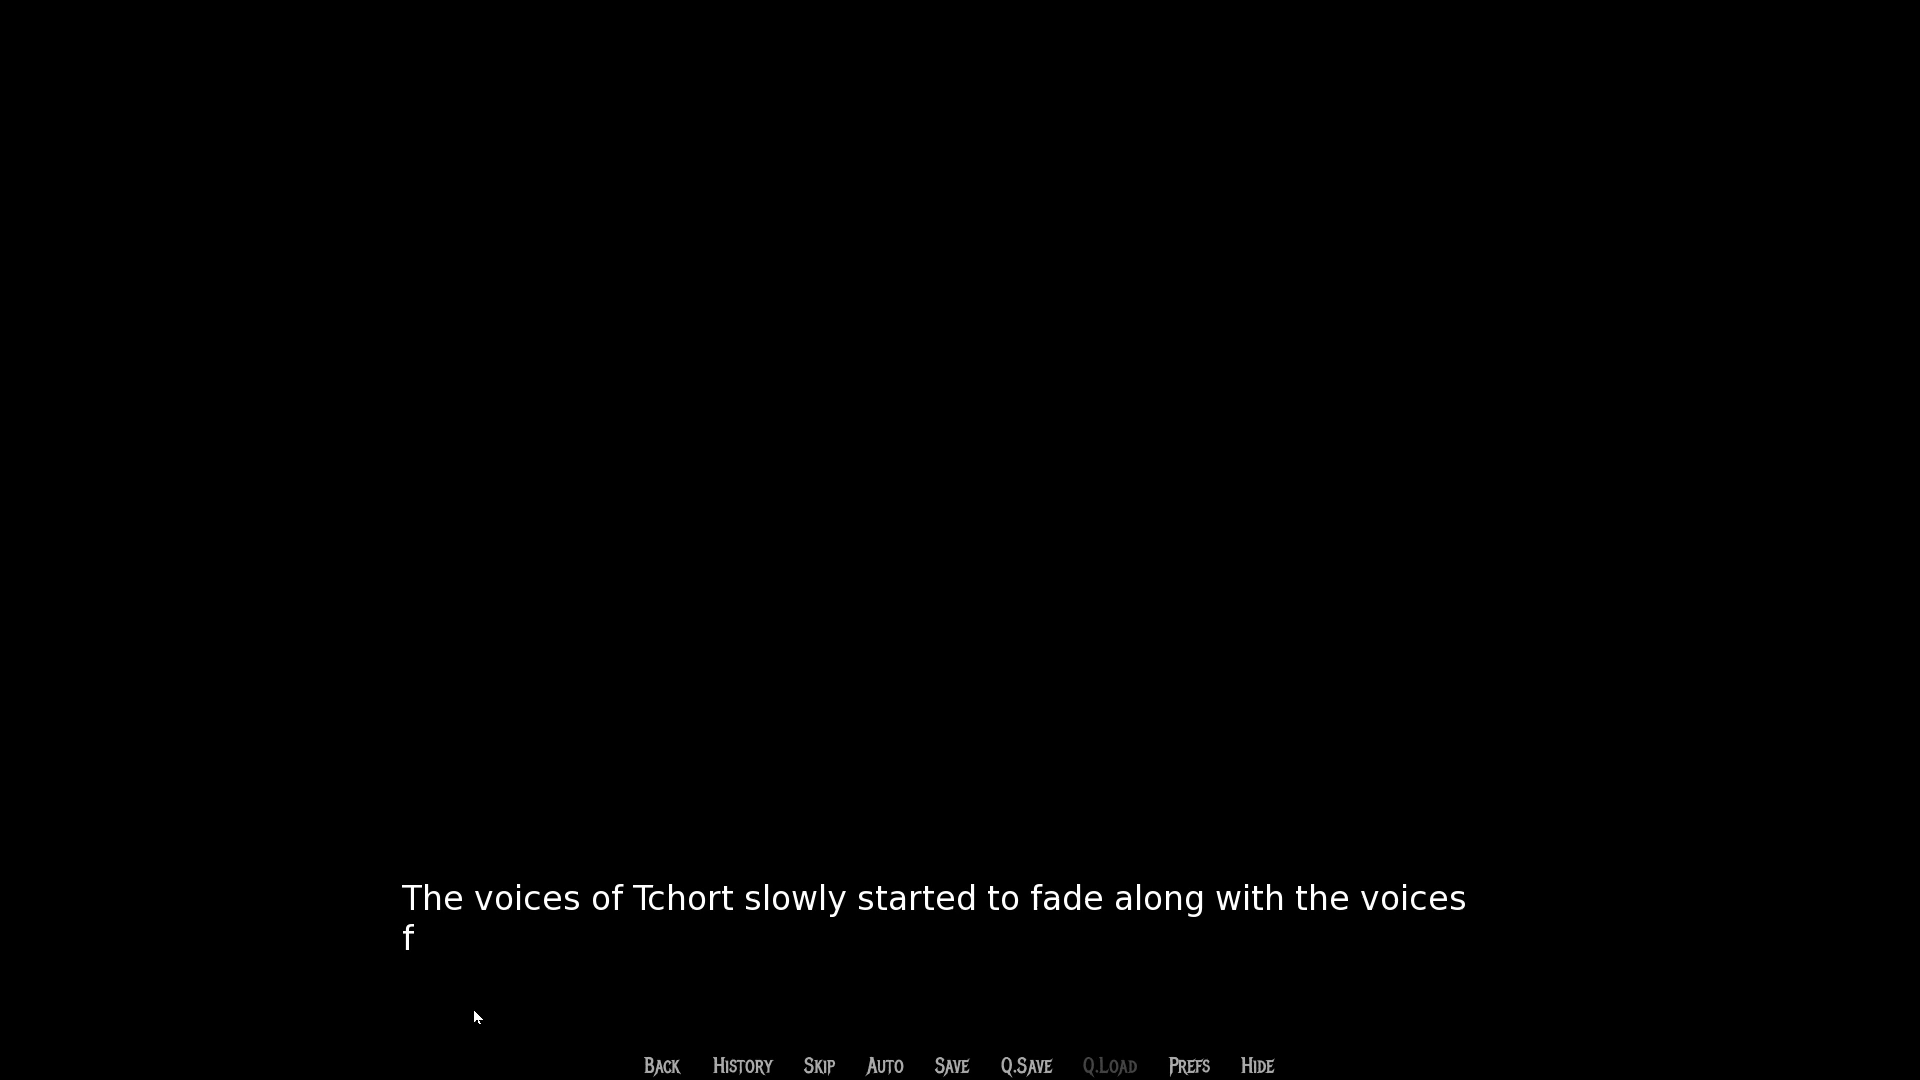 The voices of Tchort slowly started to fade along with the voices
f
Back History Skip Auto Save Q.Save Q.Load Prefs Hide